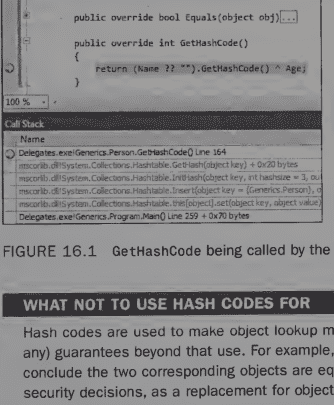 public override bool Equals(object obj)...
public override int GetHashCode()
{
return (Name ?? "").GetHashCode() ^ Age;
}
100 %
Call Stack
Name
Delegates.exe!Generics.Person.GetHashCode() Line 164
mscorlib.dll!System.Collections.Hashtable.GetHash(object key) + 0x20 bytes
mscorlib.dll!System.Collections.Hashtable.InitHash(object key, int hashsize = 3, out
mscorlib.dll!System.Collections.Hashtable.Insert(object key = {Generics.Person}, o
mscorlib.dll!System.Collections.Hashtable.this[object].set(object key, object value)
Delegates.exe!Generics.Program.Main() Line 259 + 0x70 bytes
FIGURE 16.1 GetHashCode being called by the
WHAT NOT TO USE HASH CODES FOR
Hash codes are used to make object lookup m
any) guarantees beyond that use. For example,
conclude the two corresponding objects are eq
security decisions, as a replacement for object